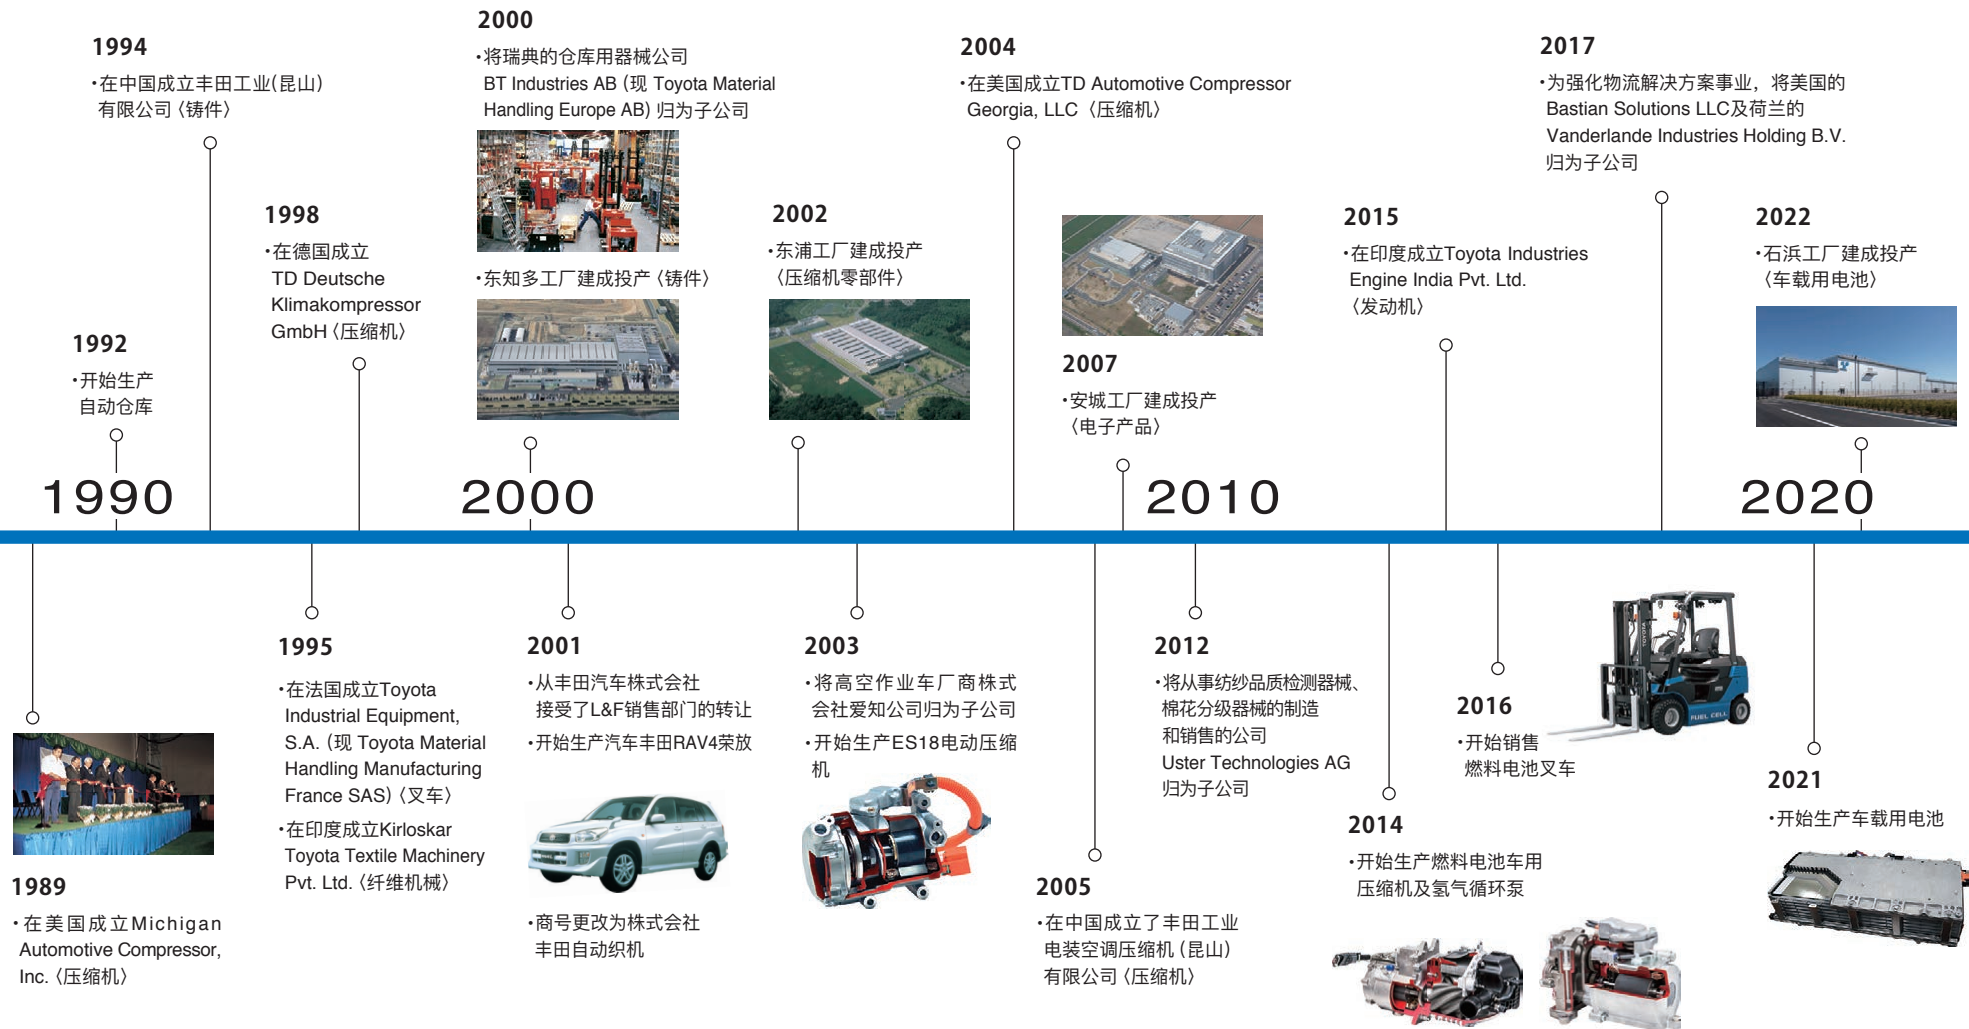 1994
·在中国成立丰田工业(昆山)
有限公司〈铸件〉
1998
·在德国成立
TD Deutsche
Klimakompressor
GmbH〈压缩机〉
1992
·开始生产
自动仓库
2000
·将瑞典的仓库用器械公司
BT Industries AB (现 Toyota Material
Handling Europe AB) 归为子公司
·东知多工厂建成投产〈铸件〉
2002
·东浦工厂建成投产
〈压缩机零部件〉
2004
·在美国成立TD Automotive Compressor
Georgia, LLC〈压缩机〉
2007
·安城工厂建成投产
〈电子产品〉
2015
·在印度成立Toyota Industries
Engine India Pvt. Ltd.
〈发动机〉
2017
·为强化物流解决方案事业，将美国的
Bastian Solutions LLC及荷兰的
Vanderlande Industries Holding B.V.
归为子公司
2022
·石浜工厂建成投产
〈车载用电池〉
1990
2000
2010
2020
1989
·在美国成立Michigan
Automotive Compressor,
Inc.〈压缩机〉
1995
·在法国成立Toyota
Industrial Equipment,
S.A. (现 Toyota Material
Handling Manufacturing
France SAS)〈叉车〉
·在印度成立Kirloskar
Toyota Textile Machinery
Pvt. Ltd.〈纤维机械〉
2001
·从丰田汽车株式会社
接受了L&F销售部门的转让
·开始生产汽车丰田RAV4荣放
·商号更改为株式会社
丰田自动织机
2003
·将高空作业车厂商株式
会社爱知公司归为子公司
·开始生产ES18电动压缩
机
2005
·在中国成立了丰田工业
电装空调压缩机 (昆山)
有限公司〈压缩机〉
2012
·将从事纺纱品质检测器械、
棉花分级器械的制造
和销售的公司
Uster Technologies AG
归为子公司
2014
·开始生产燃料电池车用
压缩机及氢气循环泵
2016
·开始销售
燃料电池叉车
TOYOTA
FUEL CELL
2021
·开始生产车载用电池